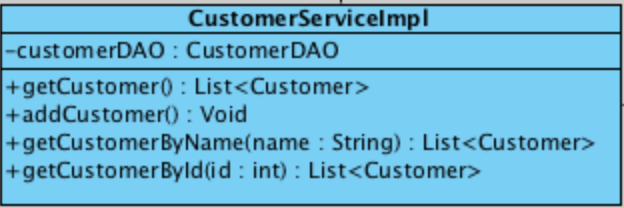 CustomerServiceImpl
-customerDAO : CustomerDAO
+getCustomer() : List<Customer>
+addCustomer() : Void
+getCustomerByName(name : String) : List<Customer>
+getCustomerById(id : int) : List<Customer>